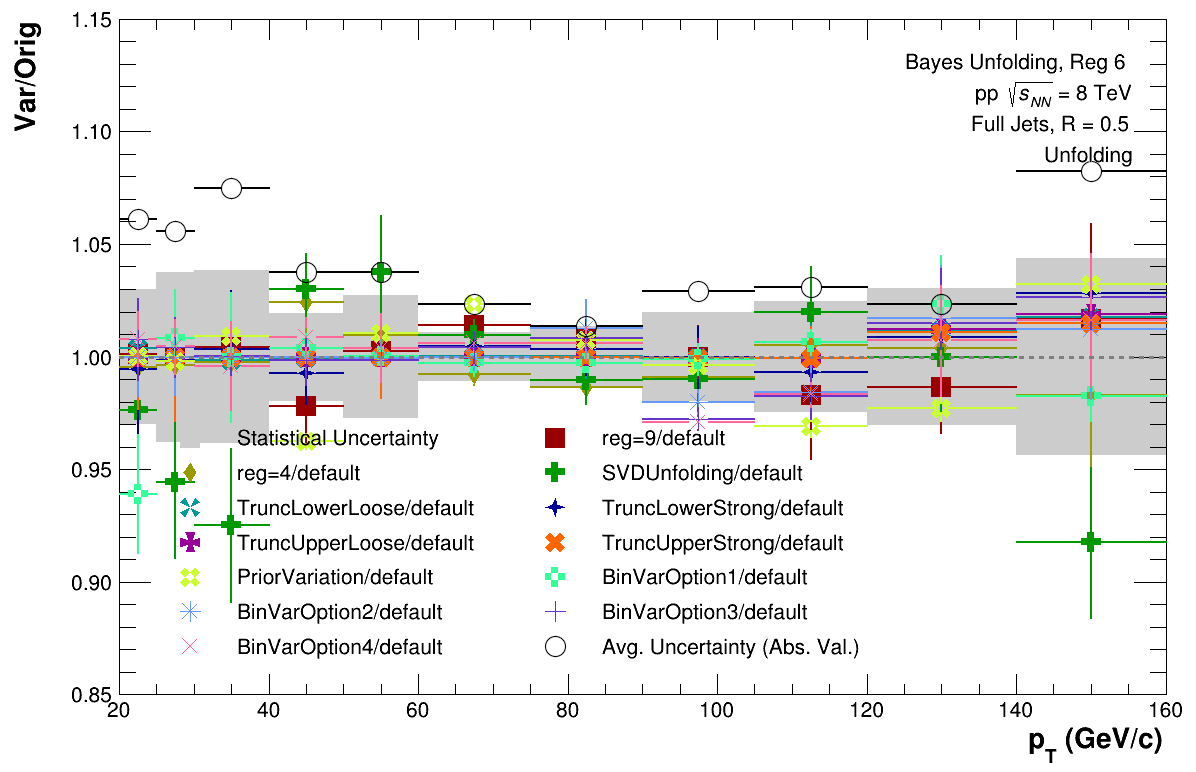 Var/Orig
1.15
1.10
1.05
1.00
0.95
0.90
0.85
Bayes Unfolding, Reg 6
pp √s_NN = 8 TeV
Full Jets, R = 0.5
Unfolding
Statistical Uncertainty
reg=9/default
reg=4/default
SVDUnfolding/default
TruncLowerLoose/default
TruncLowerStrong/default
TruncUpperLoose/default
TruncUpperStrong/default
PriorVariation/default
BinVarOption1/default
BinVarOption2/default
BinVarOption3/default
BinVarOption4/default
Avg. Uncertainty (Abs. Val.)
20 40 60 80 100 120 140 160
p_T (GeV/c)